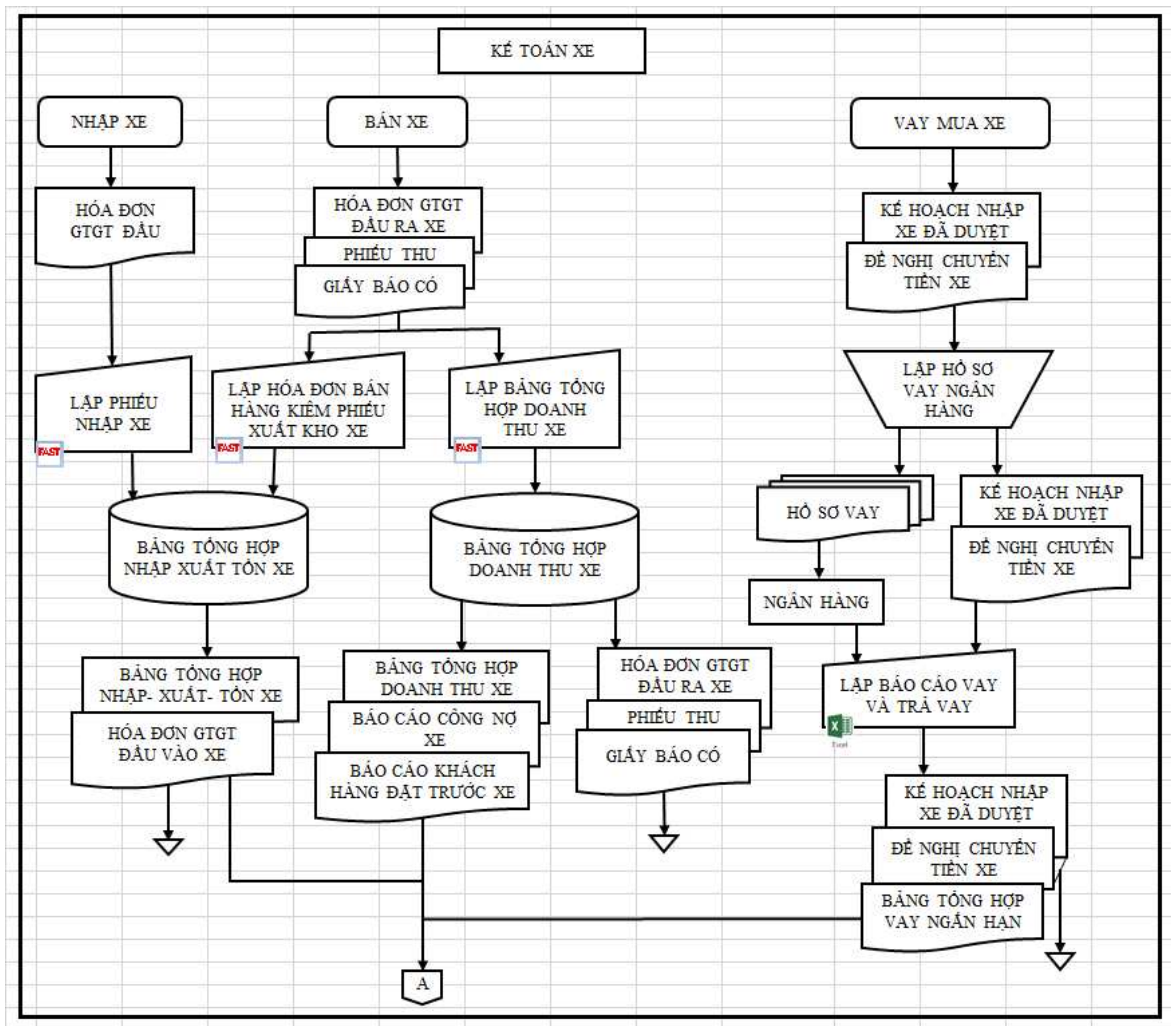 KẾ TOÁN XE
NHẬP XE
BÁN XE
VAY MUA XE
HÓA ĐƠN
GTGT ĐẦU
HÓA ĐƠN GTGT
ĐẦU RA XE
PHIẾU THU
GIẤY BÁO CÓ
KẾ HOẠCH NHẬP
XE ĐÃ DUYỆT
ĐỀ NGHỊ CHUYỂN
TIỀN XE
LẬP PHIẾU
NHẬP XE
FAST
LẬP HÓA ĐƠN BÁN
HÀNG KIÊM PHIẾU
XUẤT KHO XE
FAST
LẬP BẢNG TỔNG
HỢP DOANH
THU XE
FAST
LẬP HỒ SƠ
VAY NGÂN
HÀNG
BẢNG TỔNG HỢP
NHẬP XUẤT TỒN XE
BẢNG TỔNG HỢP
DOANH THU XE
HỒ SƠ VAY
KẾ HOẠCH NHẬP
XE ĐÃ DUYỆT
ĐỀ NGHỊ CHUYỂN
TIỀN XE
NGÂN HÀNG
BẢNG TỔNG HỢP
NHẬP- XUẤT- TỒN XE
HÓA ĐƠN GTGT
ĐẦU VÀO XE
BẢNG TỔNG HỢP
DOANH THU XE
BÁO CÁO CÔNG NỢ
XE
BÁO CÁO KHÁCH
HÀNG ĐẶT TRƯỚC XE
HÓA ĐƠN GTGT
ĐẦU RA XE
PHIẾU THU
GIẤY BÁO CÓ
LẬP BÁO CÁO VAY
VÀ TRẢ VAY
Excel
KẾ HOẠCH NHẬP
XE ĐÃ DUYỆT
ĐỀ NGHỊ CHUYỂN
TIỀN XE
BẢNG TỔNG HỢP
VAY NGẮN HẠN
A